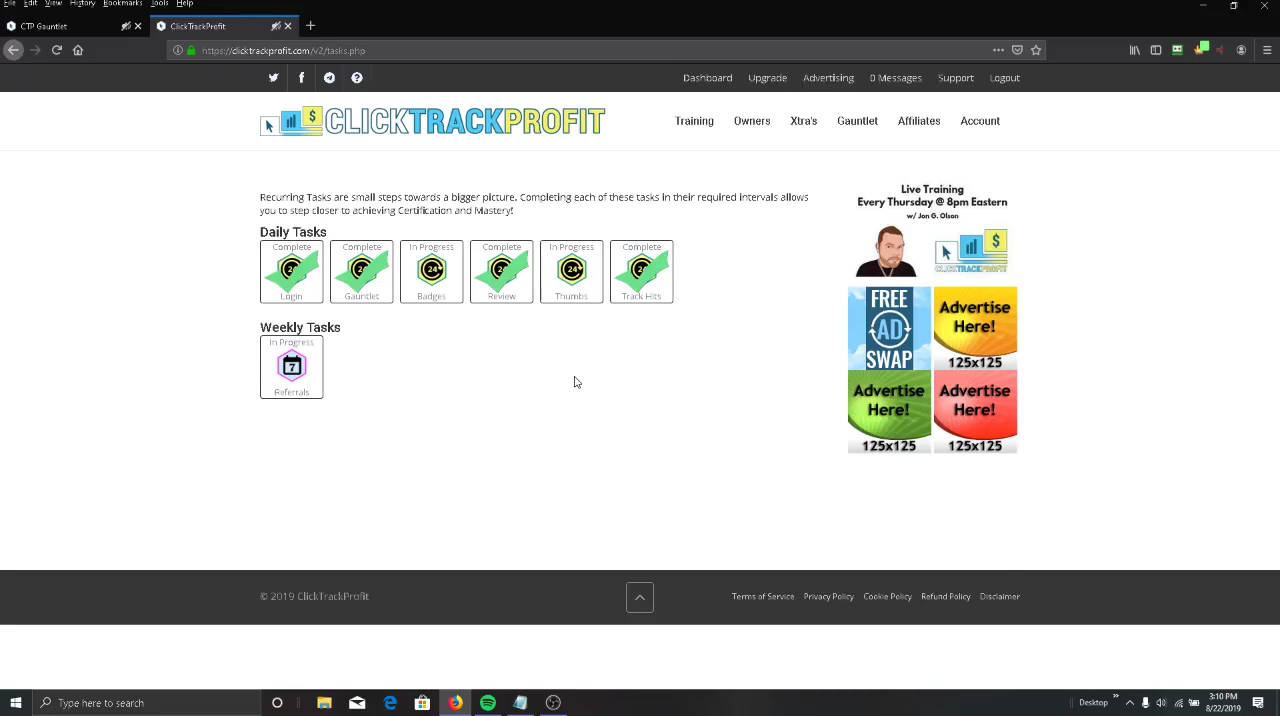 File Edit View History Bookmarks Tools Help
CTP Gauntlet
ClickTrackProfit
https://clicktrackprofit.com/v2/tasks.php
Dashboard Upgrade Advertising 0 Messages Support Logout
$ CLICKTRACKPROFIT
Training Owners Xtra's Gauntlet Affiliates Account
Recurring Tasks are small steps towards a bigger picture. Completing each of these tasks in their required intervals allows
you to step closer to achieving Certification and Mastery!
Daily Tasks
Complete Complete In Progress Complete In Progress Complete
24 24
Login Gauntlet Badges Review Thumbs Track Hits
Weekly Tasks
In Progress
7
Referrals
Live Training
Every Thursday @ 8pm Eastern
w/ Jon G. Olson
$
CLICKTRACKPROFIT
FREE
AD
SWAP
Advertise
Here!
125x125
Advertise
Here!
125x125
Advertise
Here!
125x125
© 2019 ClickTrackProfit
Terms of Service Privacy Policy Cookie Policy Refund Policy Disclaimer
Type here to search
Desktop
3:10 PM
8/22/2019